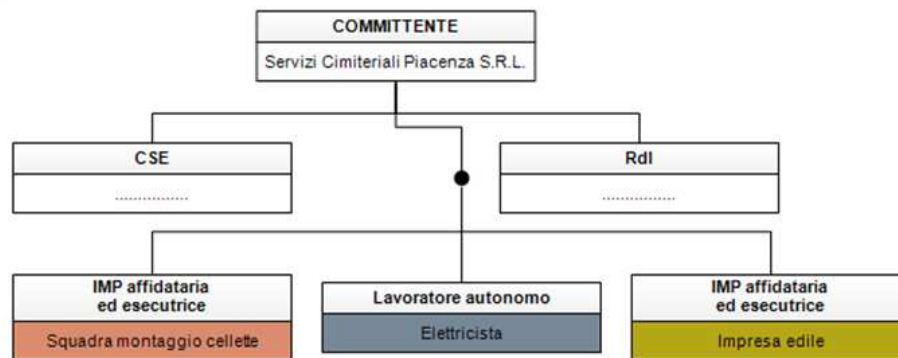 COMMITTENTE
Servizi Cimiteriali Piacenza S.R.L.
CSE
................
RdI
................
IMP affidataria
ed esecutrice
Squadra montaggio cellette
Lavoratore autonomo
Elettricista
IMP affidataria
ed esecutrice
Impresa edile